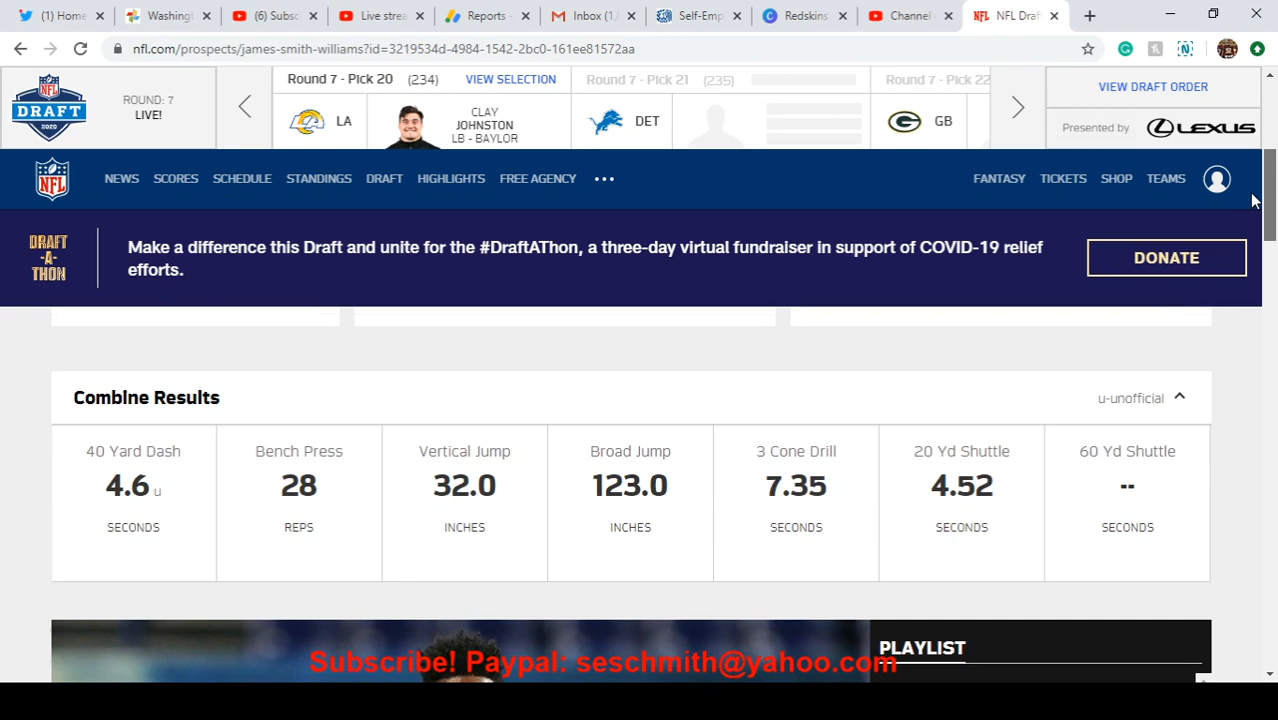 (1) Home
Washingt
(6) Subsc
Live strea
Reports -
Inbox (1,
Self-Emp
Redskins
Channel
NFL Draf
nfl.com/prospects/james-smith-williams?id=3219534d-4984-1542-2bc0-161ee81572aa
NFL
DRAFT
2020
ROUND: 7
LIVE!
Round 7 - Pick 20 (234) VIEW SELECTION
LA
CLAY
JOHNSTON
LB - BAYLOR
Round 7 - Pick 21 (235)
DET
Round 7 - Pick 22
GB
VIEW DRAFT ORDER
Presented by LEXUS
NFL
NEWS SCORES SCHEDULE STANDINGS DRAFT HIGHLIGHTS FREE AGENCY ••• FANTASY TICKETS SHOP TEAMS
DRAFT
-A-
THON
Make a difference this Draft and unite for the #DraftAThon, a three-day virtual fundraiser in support of COVID-19 relief
efforts.
DONATE
Combine Results
u-unofficial
40 Yard Dash
4.6 u
SECONDS
Bench Press
28
REPS
Vertical Jump
32.0
INCHES
Broad Jump
123.0
INCHES
3 Cone Drill
7.35
SECONDS
20 Yd Shuttle
4.52
SECONDS
60 Yd Shuttle
--
SECONDS
PLAYLIST
Subscribe! Paypal: seschmith@yahoo.com